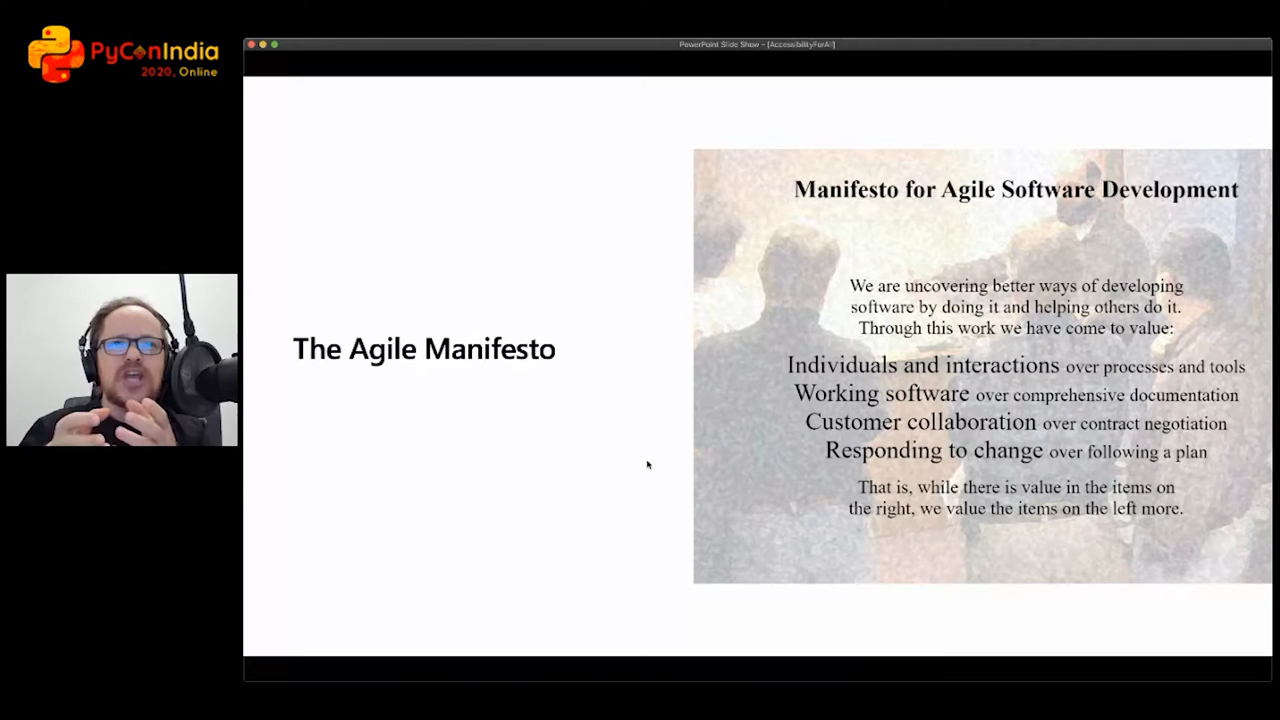 PyConIndia
2020, Online
PowerPoint Slide Show - [AccessibilityForAll]
The Agile Manifesto
Manifesto for Agile Software Development
We are uncovering better ways of developing
software by doing it and helping others do it.
Through this work we have come to value:
Individuals and interactions over processes and tools
Working software over comprehensive documentation
Customer collaboration over contract negotiation
Responding to change over following a plan
That is, while there is value in the items on
the right, we value the items on the left more.